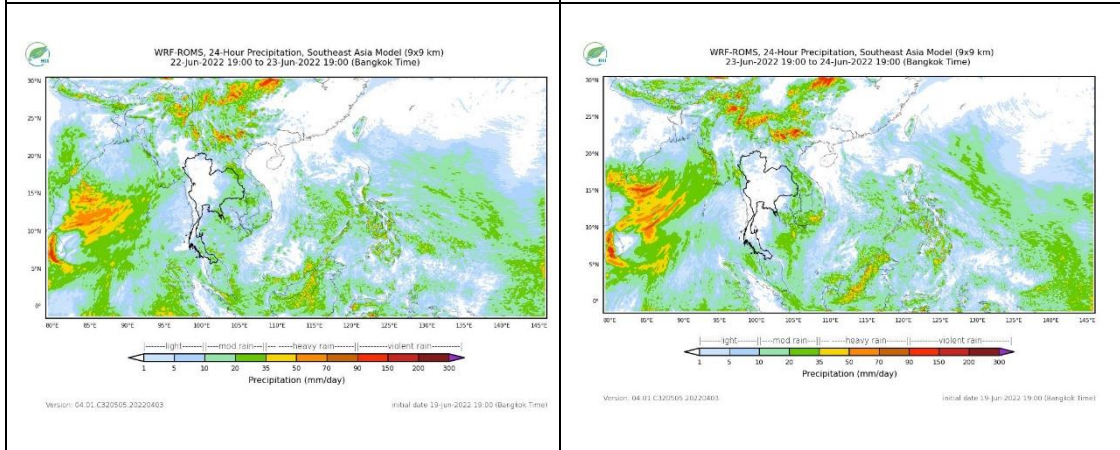 WRF-ROMS, 24-Hour Precipitation, Southeast Asia Model (9x9 km)
22-Jun-2022 19:00 to 23-Jun-2022 19:00 (Bangkok Time)
30°N
25°N
20°N
15°N
10°N
5°N
0°
80°E 85°E 90°E 95°E 100°E 105°E 110°E 115°E 120°E 125°E 130°E 135°E 140°E 145°E
|--------light-------||----mod rain---||--- ----heavy rain-------||-----------violent rain-----------|
1 5 10 20 35 50 70 90 150 200 300
Precipitation (mm/day)
Version: 04.01.C320505.20220403 initial date 19-Jun-2022 19:00 (Bangkok Time)
WRF-ROMS, 24-Hour Precipitation, Southeast Asia Model (9x9 km)
23-Jun-2022 19:00 to 24-Jun-2022 19:00 (Bangkok Time)
30°N
25°N
20°N
15°N
10°N
5°N
0°
80°E 85°E 90°E 95°E 100°E 105°E 110°E 115°E 120°E 125°E 130°E 135°E 140°E 145°E
|--------light-------||----mod rain---||--- ----heavy rain-------||-----------violent rain-----------|
1 5 10 20 35 50 70 90 150 200 300
Precipitation (mm/day)
Version: 04.01.C320505.20220403 initial date 19-Jun-2022 19:00 (Bangkok Time)